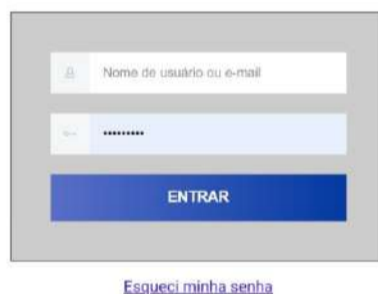 Nome de usuário ou e-mail
•••••••••
ENTRAR
Esqueci minha senha